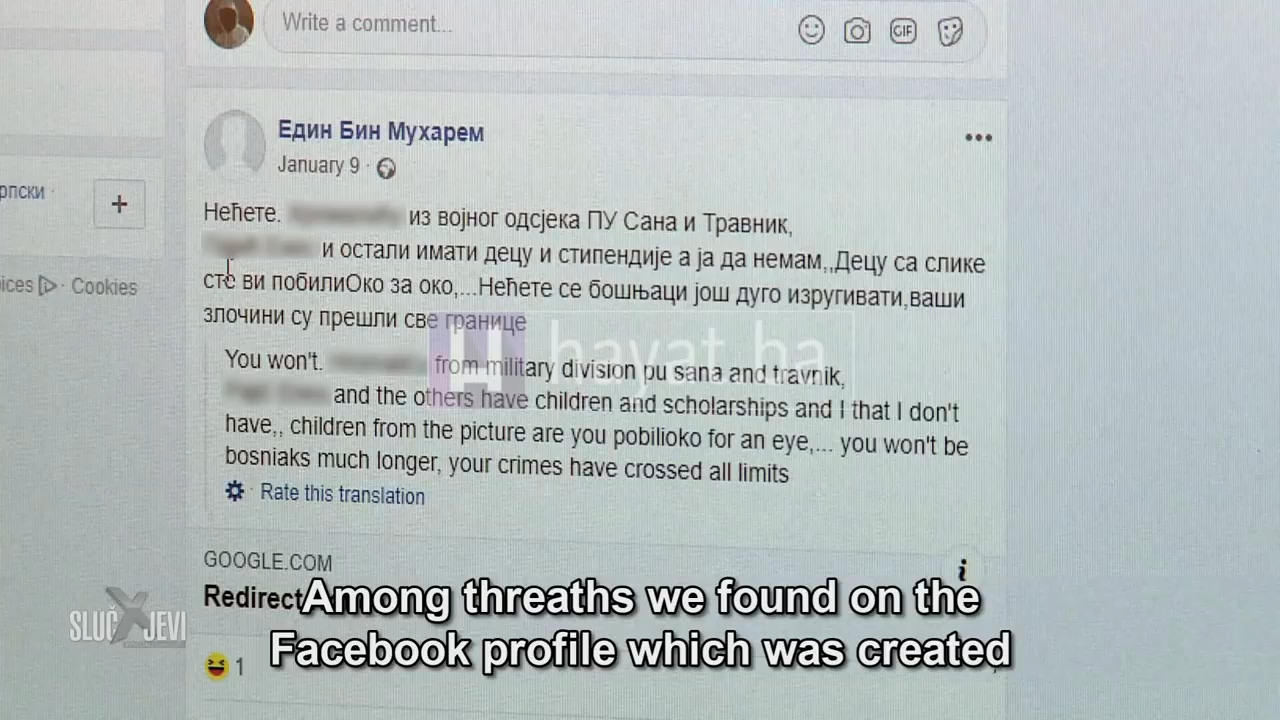 Write a comment...
GIF
Един Бин Мухарем
January 9 ·
рпски ·
+
Нећете. из војног одсјека ПУ Сана и Травник,
и остали имати децу и стипендије а ја да немам,,Децу са слике
сте ви побилиОко за око,...Нећете се бошњаци још дуго изругивати,ваши
злочини су прешли све границе
ices · Cookies
hayat.ba
You won't. from military division pu sana and travnik,
and the others have children and scholarships and I that I don't
have,, children from the picture are you pobilioko for an eye,... you won't be
bosniaks much longer, your crimes have crossed all limits
· Rate this translation
GOOGLE.COM
i
Redirect
Among threaths we found on the
Facebook profile which was created
SLUČ X JEVI
1